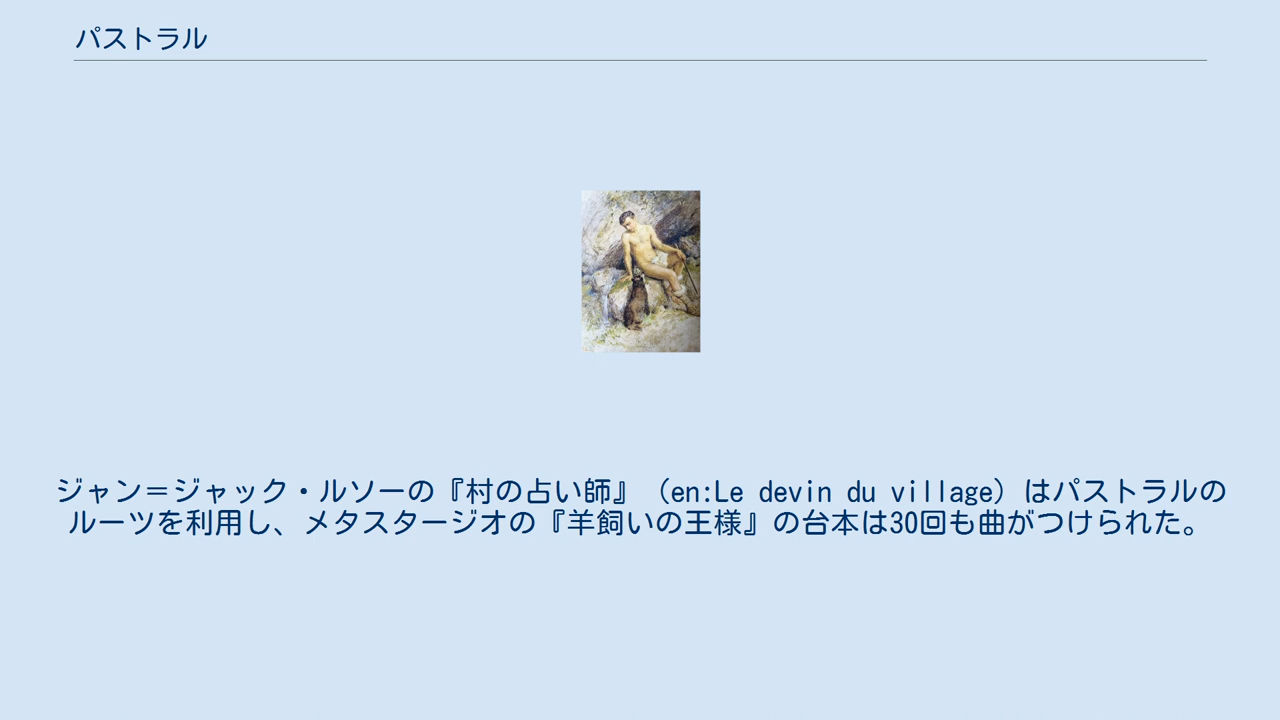 パストラル
ジャン＝ジャック・ルソーの『村の占い師』（en:Le devin du village）はパストラルの
ルーツを利用し、メタスタージオの『羊飼いの王様』の台本は30回も曲がつけられた。